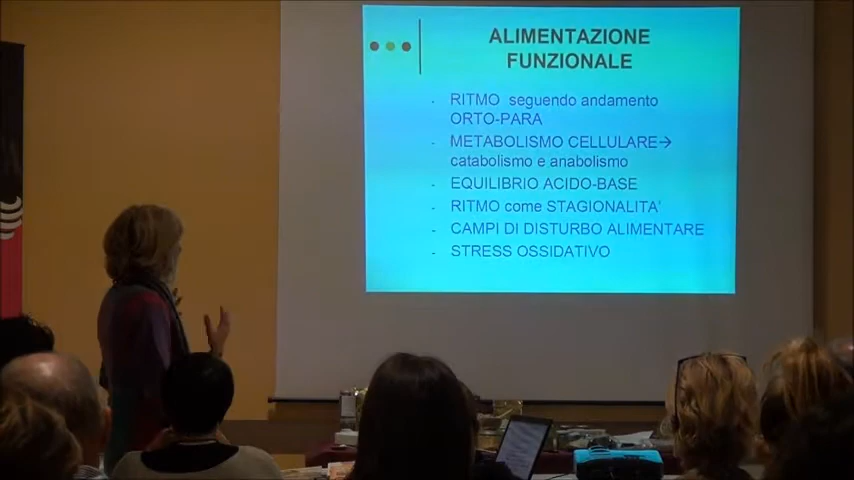 ALIMENTAZIONE
FUNZIONALE
- RITMO seguendo andamento
ORTO-PARA
- METABOLISMO CELLULARE→
catabolismo e anabolismo
- EQUILIBRIO ACIDO-BASE
- RITMO come STAGIONALITA'
- CAMPI DI DISTURBO ALIMENTARE
- STRESS OSSIDATIVO